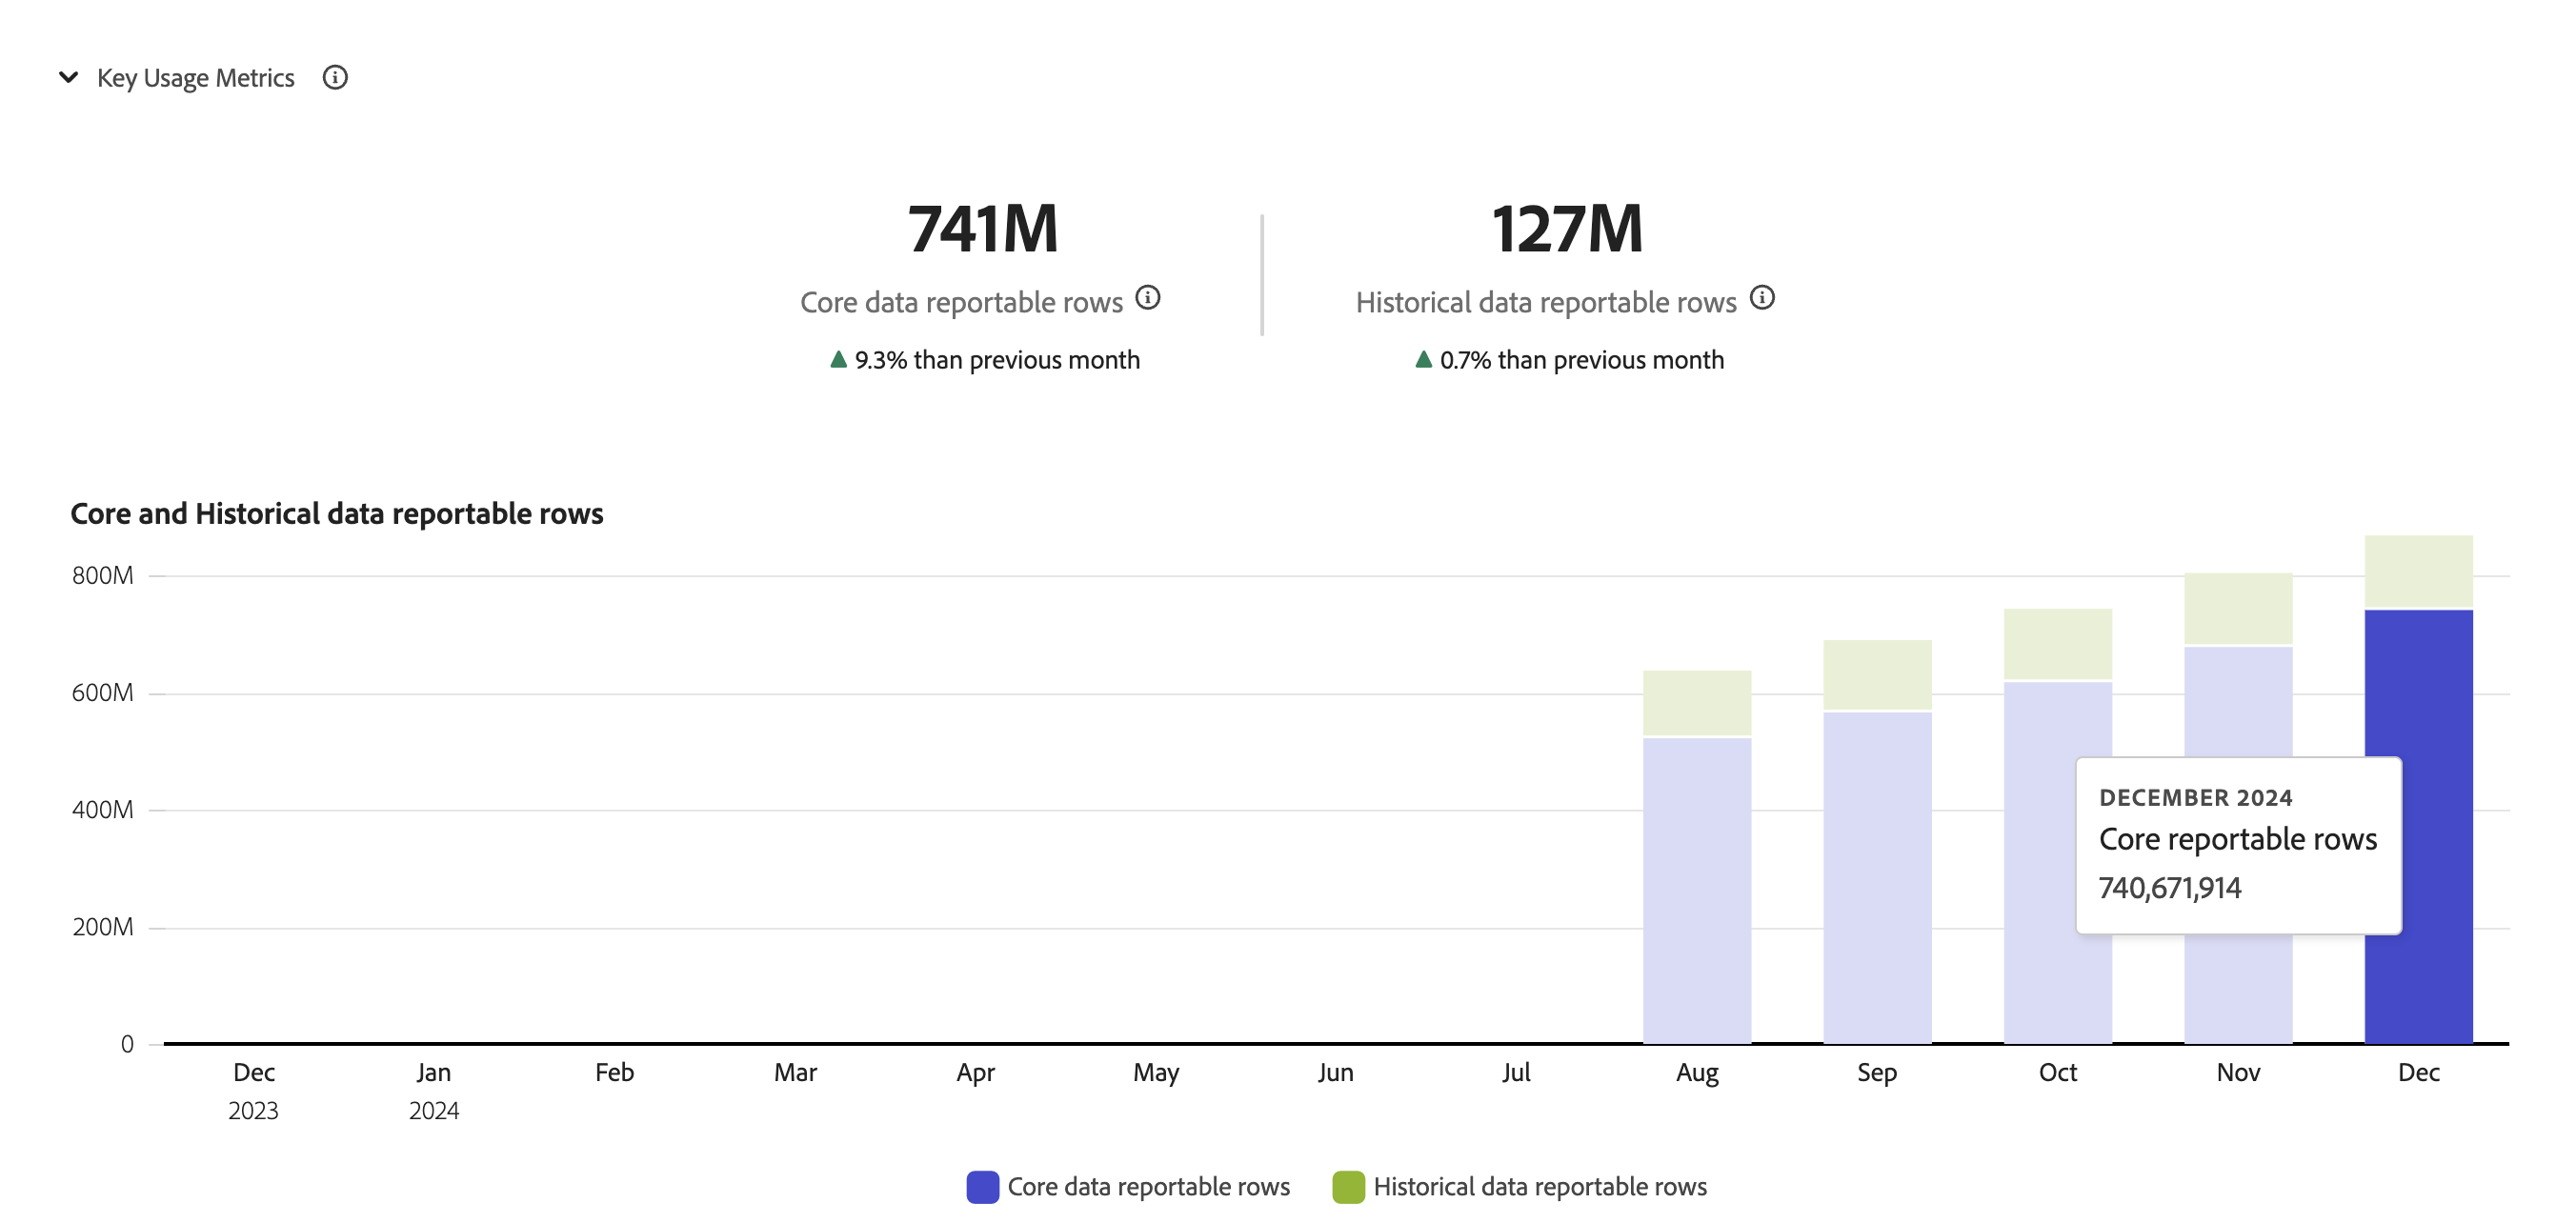 Key Usage Metrics
741M
Core data reportable rows
9.3% than previous month
127M
Historical data reportable rows
0.7% than previous month
Core and Historical data reportable rows
800M
600M
400M
200M
0
DECEMBER 2024
Core reportable rows
740,671,914
Dec Jan Feb Mar Apr May Jun Jul Aug Sep Oct Nov Dec
2023 2024
Core data reportable rows Historical data reportable rows